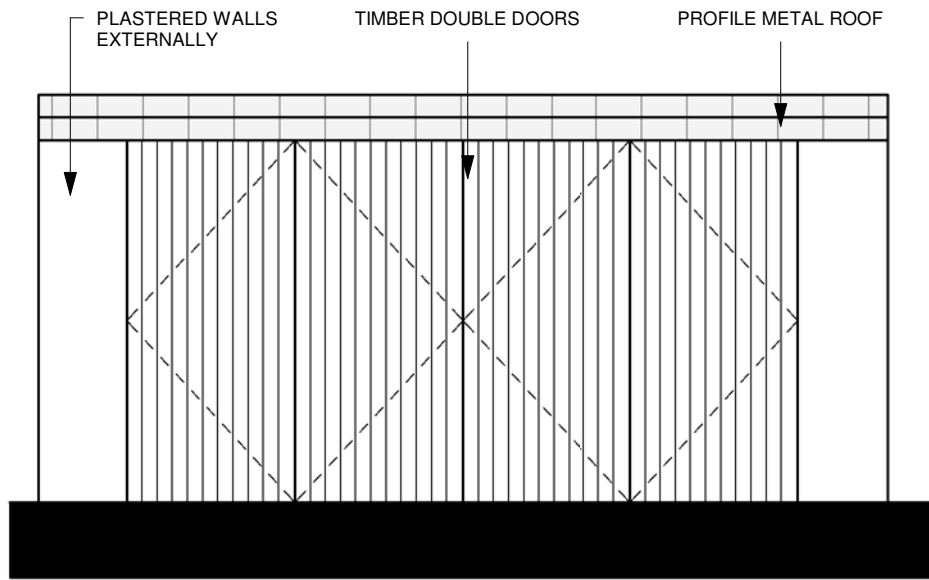 PLASTERED WALLS
EXTERNALLY
TIMBER DOUBLE DOORS
PROFILE METAL ROOF